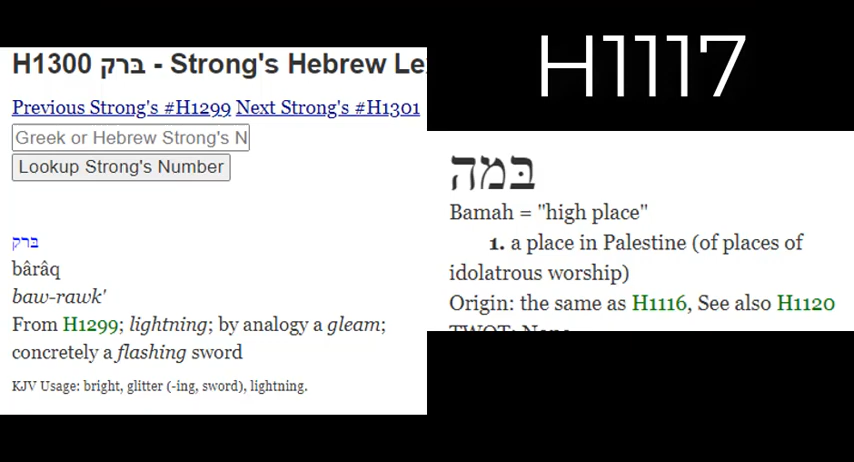 H1300 ברק - Strong's Hebrew Le
Previous Strong's #H1299 Next Strong's #H1301
Greek or Hebrew Strong's N
Lookup Strong's Number
ברק
bârâq
baw-rawk'
From H1299; lightning; by analogy a gleam;
concretely a flashing sword
KJV Usage: bright, glitter (-ing, sword), lightning.
H1117
בּמה
Bamah = "high place"
1. a place in Palestine (of places of
idolatrous worship)
Origin: the same as H1116, See also H1120
TWOT: None